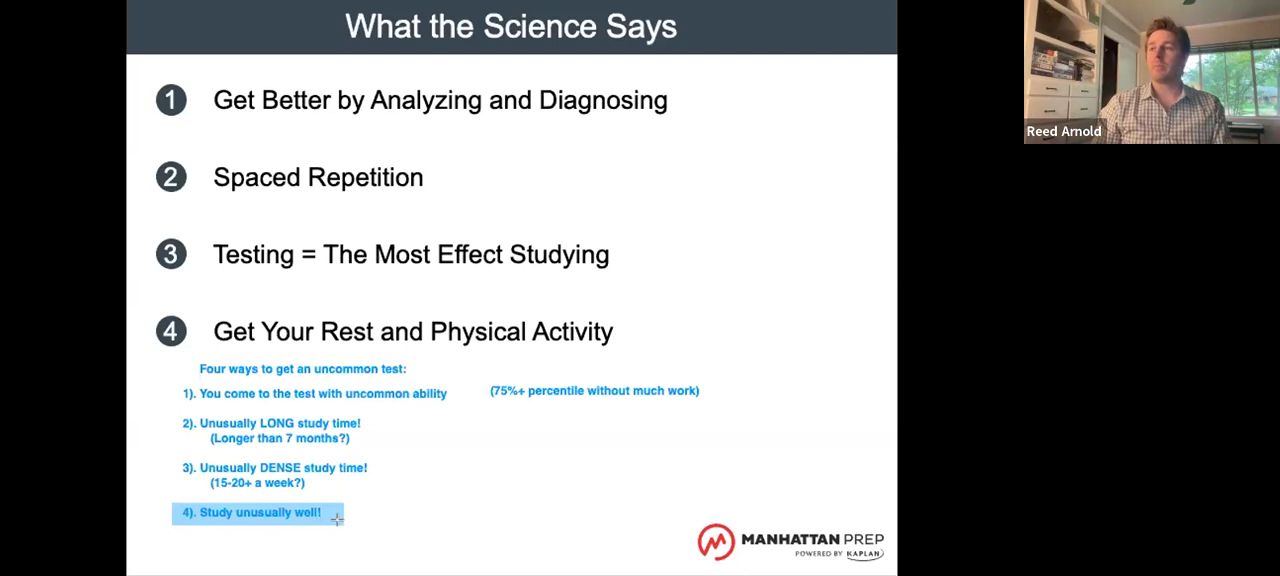 What the Science Says
Reed Arnold
1 Get Better by Analyzing and Diagnosing
2 Spaced Repetition
3 Testing = The Most Effect Studying
4 Get Your Rest and Physical Activity
Four ways to get an uncommon test:
1). You come to the test with uncommon ability (75%+ percentile without much work)
2). Unusually LONG study time!
(Longer than 7 months?)
3). Unusually DENSE study time!
(15-20+ a week?)
4). Study unusually well!
MANHATTAN PREP
POWERED BY KAPLAN